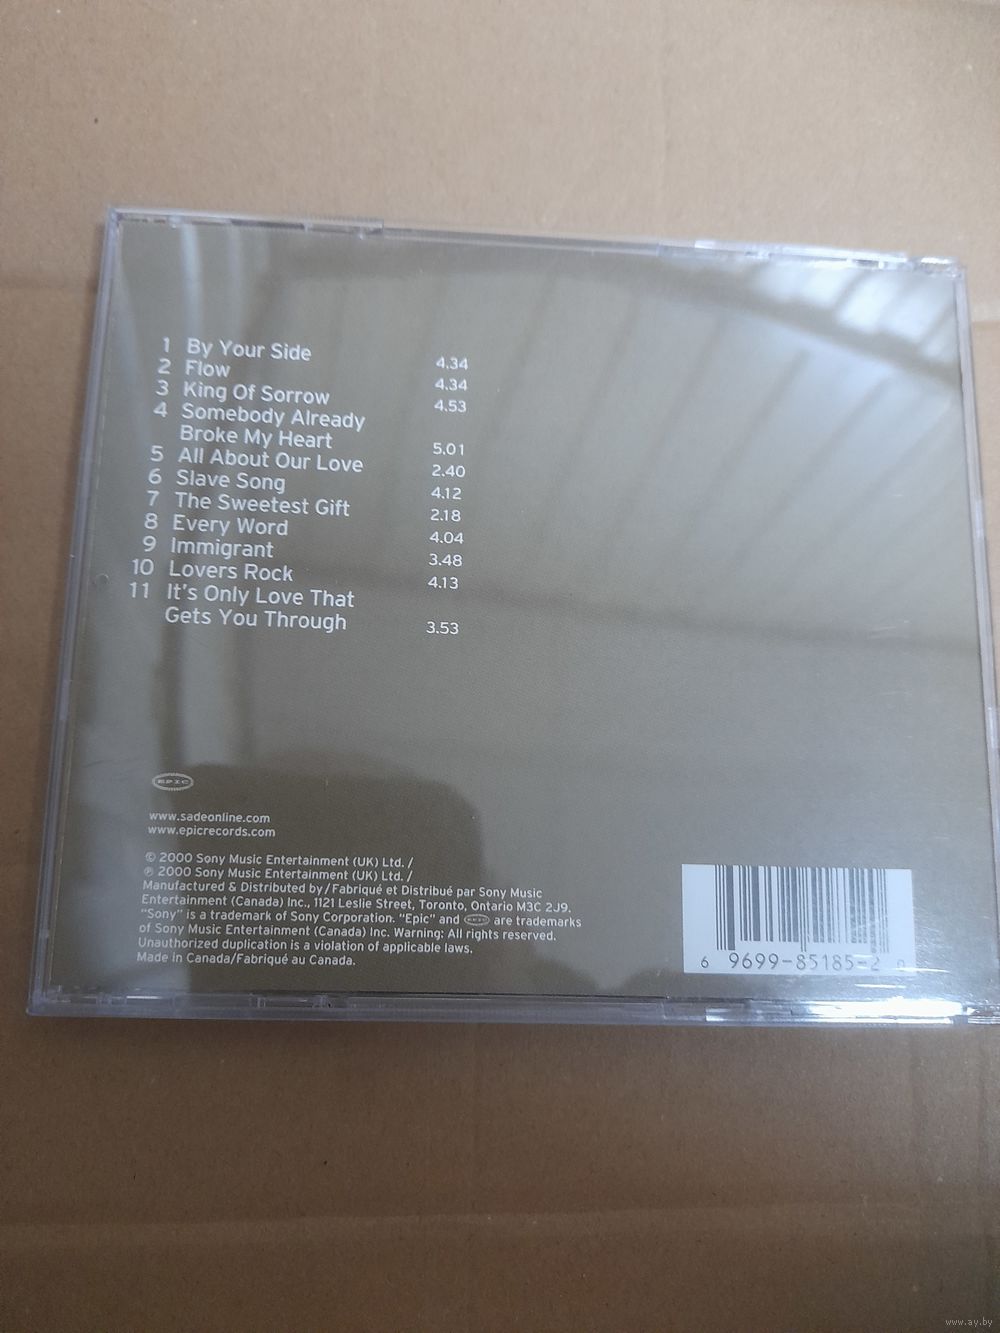 1 By Your Side 4.34
2 Flow 4.34
3 King Of Sorrow 4.53
4 Somebody Already
Broke My Heart 5.01
5 All About Our Love 2.40
6 Slave Song 4.12
7 The Sweetest Gift 2.18
8 Every Word 4.04
9 Immigrant 3.48
10 Lovers Rock 4.13
11 It's Only Love That
Gets You Through 3.53
EPIC
www.sadeonline.com
www.epicrecords.com
© 2000 Sony Music Entertainment (UK) Ltd. /
℗ 2000 Sony Music Entertainment (UK) Ltd. /
Manufactured & Distributed by / Fabriqué et Distribué par Sony Music
Entertainment (Canada) Inc., 1121 Leslie Street, Toronto, Ontario M3C 2J9.
"Sony" is a trademark of Sony Corporation. "Epic" and EPIC are trademarks
of Sony Music Entertainment (Canada) Inc. Warning: All rights reserved.
Unauthorized duplication is a violation of applicable laws.
Made in Canada/Fabriqué au Canada.
6 9699-85185-2 0
www.ay.by